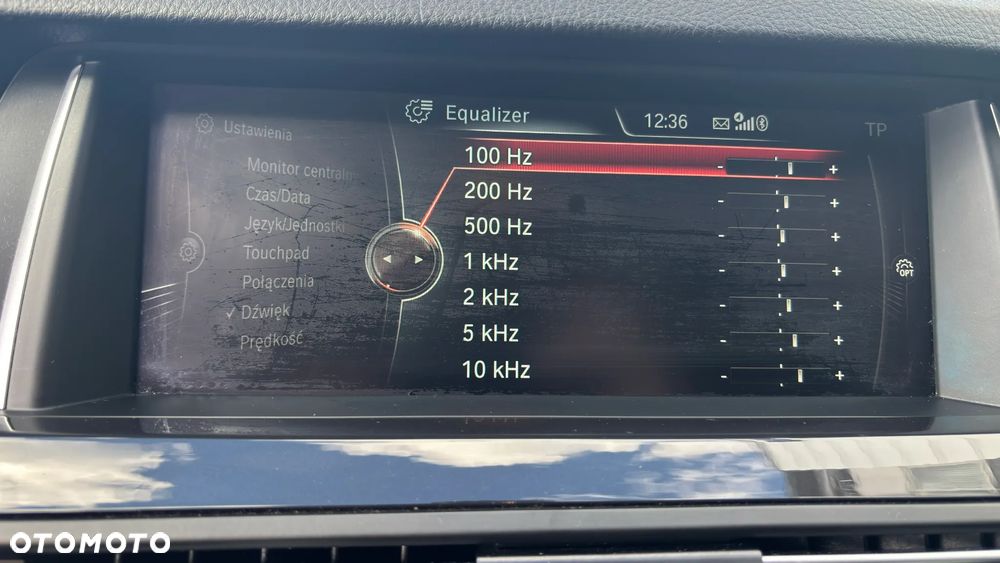 Equalizer
12:36
TP
Ustawienia
Monitor centraln
Czas/Data
Język/Jednostki
Touchpad
Połączenia
✓ Dźwięk
Prędkość
100 Hz - +
200 Hz - +
500 Hz - +
1 kHz - +
2 kHz - +
5 kHz - +
10 kHz - +
OPT
OTOMOTO